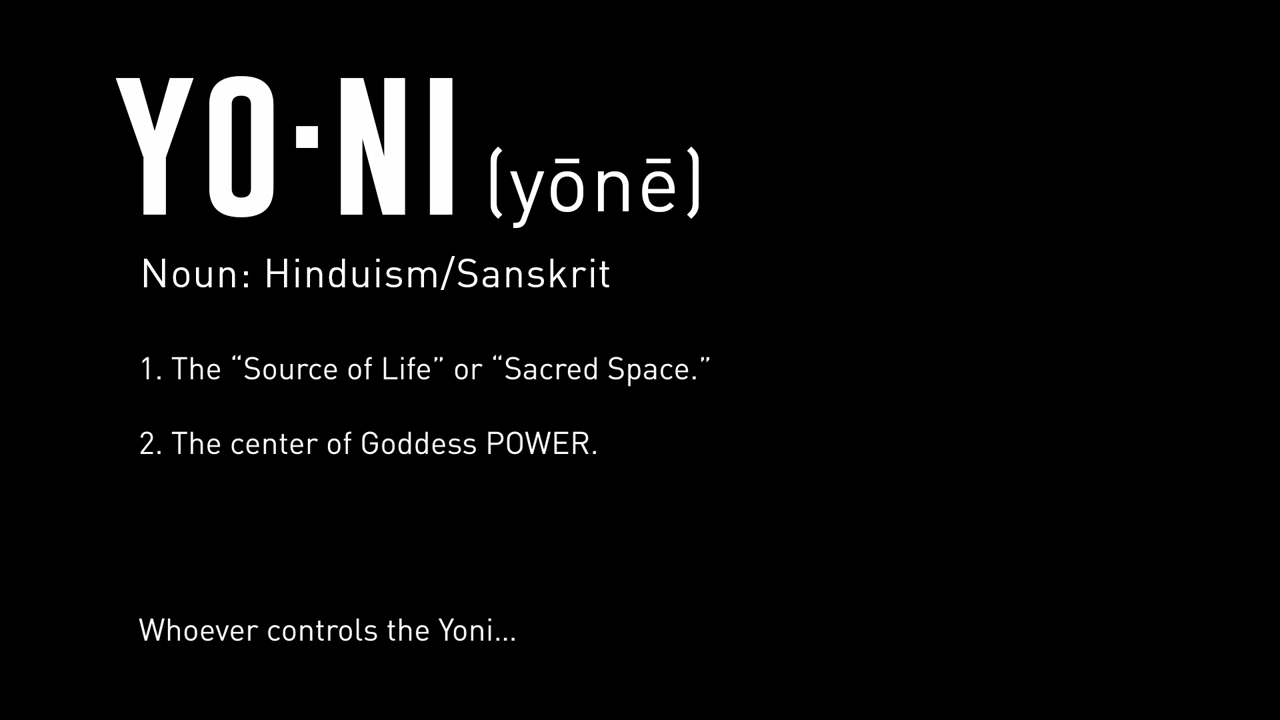 YO·NI (yōnē)
Noun: Hinduism/Sanskrit
1. The “Source of Life” or “Sacred Space.”
2. The center of Goddess POWER.
Whoever controls the Yoni...